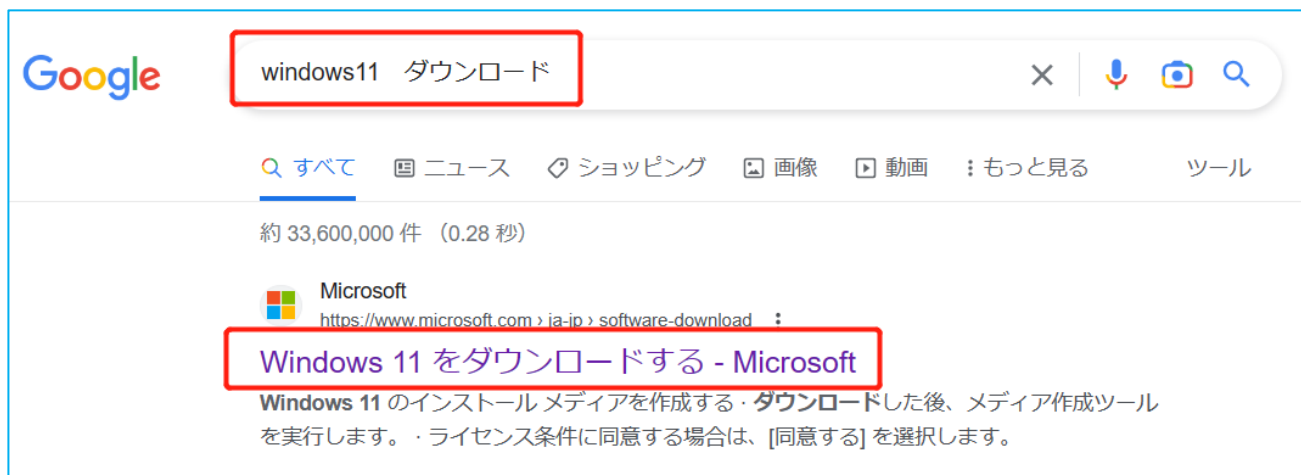 Google
windows11　ダウンロード
すべて ニュース ショッピング 画像 動画 もっと見る ツール
約 33,600,000 件 （0.28 秒）
Microsoft
https://www.microsoft.com › ja-jp › software-download
Windows 11 をダウンロードする - Microsoft
Windows 11 のインストール メディアを作成する · ダウンロードした後、メディア作成ツール
を実行します。 · ライセンス条件に同意する場合は、[同意する] を選択します。